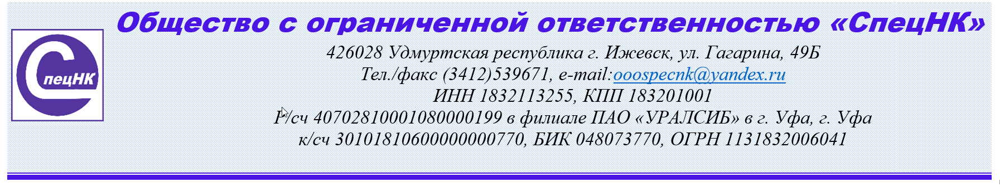 Общество с ограниченной ответственностью «СпецНК»
СпецНК
426028 Удмуртская республика г. Ижевск, ул. Гагарина, 49Б
Тел./факс (3412)539671, e-mail:ooospecnk@yandex.ru
ИНН 1832113255, КПП 183201001
Р/сч 40702810001080000199 в филиале ПАО «УРАЛСИБ» в г. Уфа, г. Уфа
к/сч 30101810600000000770, БИК 048073770, ОГРН 1131832006041